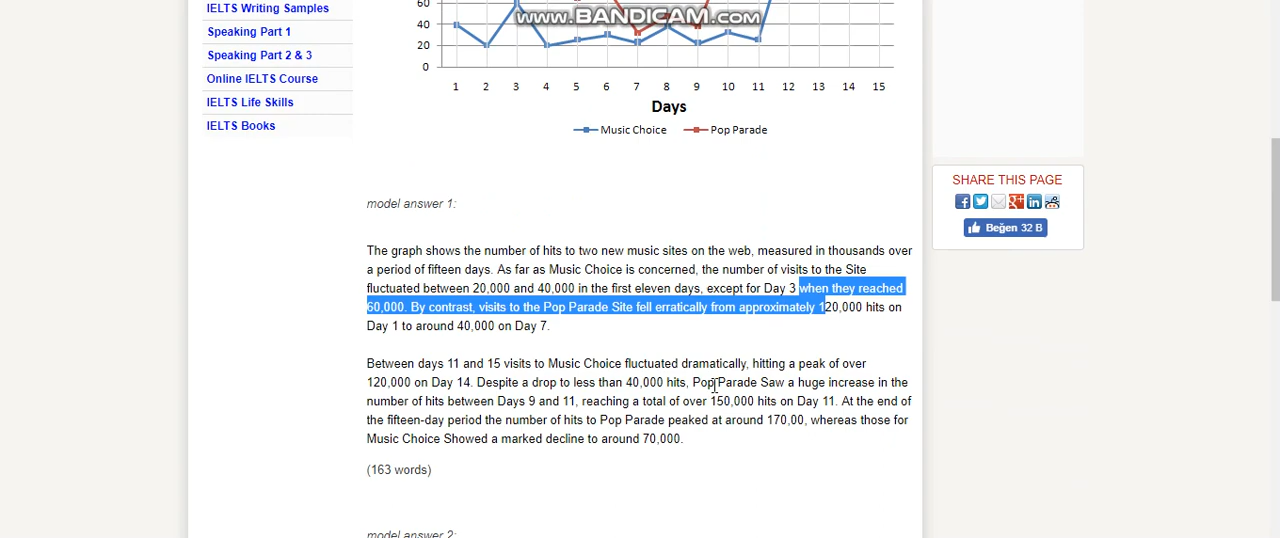 IELTS Writing Samples
Speaking Part 1
Speaking Part 2 & 3
Online IELTS Course
IELTS Life Skills
IELTS Books
www.BANDICAM.com
60
40
20
0
1 2 3 4 5 6 7 8 9 10 11 12 13 14 15
Days
Music Choice Pop Parade
SHARE THIS PAGE
Beğen 32 B
model answer 1:
The graph shows the number of hits to two new music sites on the web, measured in thousands over
a period of fifteen days. As far as Music Choice is concerned, the number of visits to the Site
fluctuated between 20,000 and 40,000 in the first eleven days, except for Day 3 when they reached
60,000. By contrast, visits to the Pop Parade Site fell erratically from approximately 120,000 hits on
Day 1 to around 40,000 on Day 7.
Between days 11 and 15 visits to Music Choice fluctuated dramatically, hitting a peak of over
120,000 on Day 14. Despite a drop to less than 40,000 hits, Pop Parade Saw a huge increase in the
number of hits between Days 9 and 11, reaching a total of over 150,000 hits on Day 11. At the end of
the fifteen-day period the number of hits to Pop Parade peaked at around 170,00, whereas those for
Music Choice Showed a marked decline to around 70,000.
(163 words)
model answer 2: